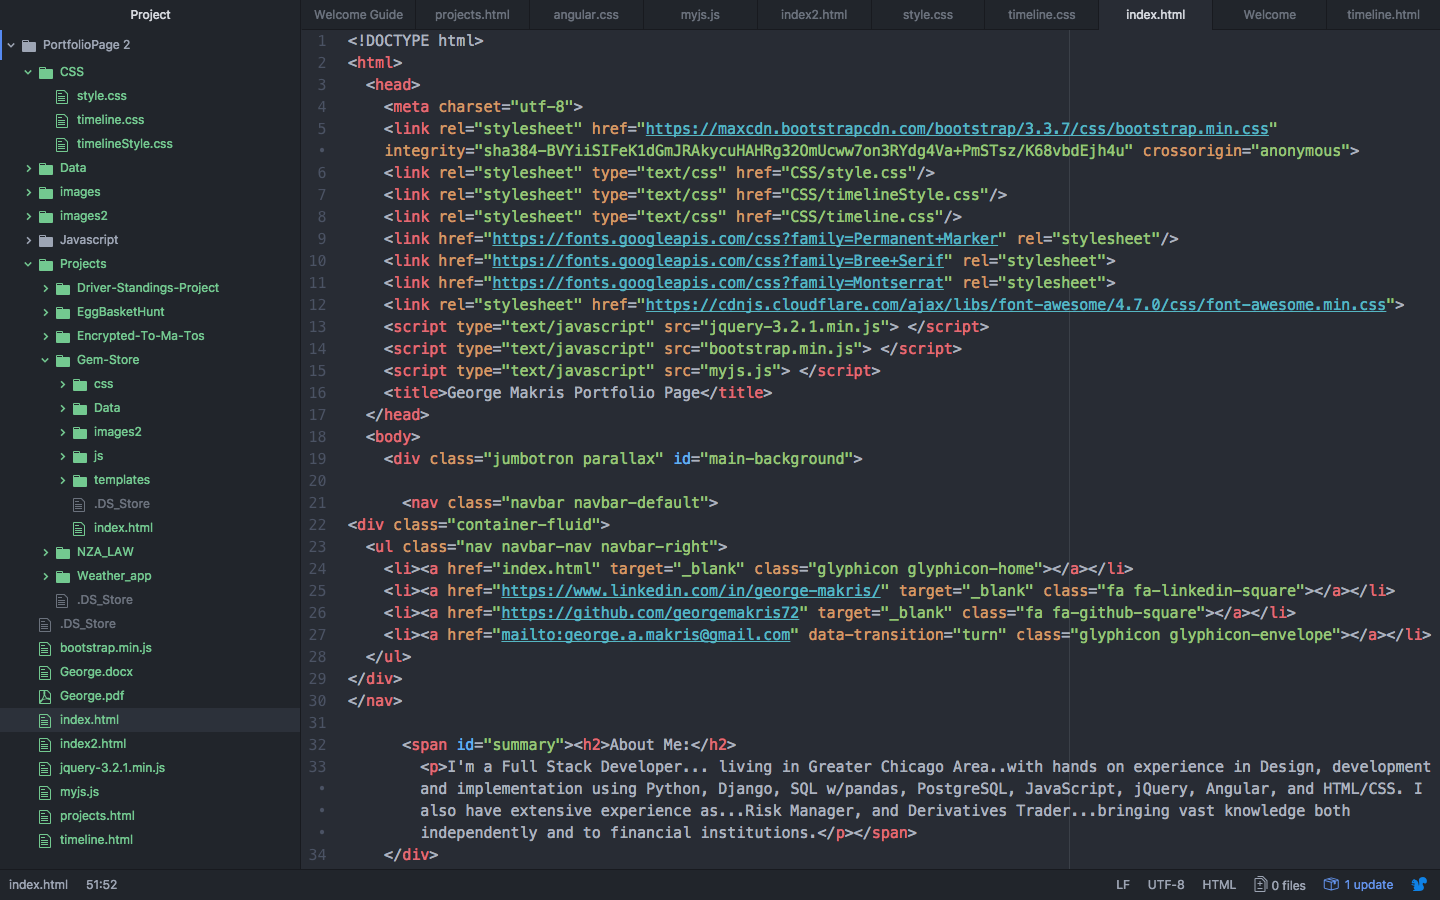 Project
PortfolioPage 2
CSS
style.css
timeline.css
timelineStyle.css
Data
images
images2
Javascript
Projects
Driver-Standings-Project
EggBasketHunt
Encrypted-To-Ma-Tos
Gem-Store
css
Data
images2
js
templates
.DS_Store
index.html
NZA_LAW
Weather_app
.DS_Store
.DS_Store
bootstrap.min.js
George.docx
George.pdf
index.html
index2.html
jquery-3.2.1.min.js
myjs.js
projects.html
timeline.html
Welcome Guide projects.html angular.css myjs.js index2.html style.css timeline.css index.html Welcome timeline.html
1 <!DOCTYPE html>
2 <html>
3 <head>
4 <meta charset="utf-8">
5 <link rel="stylesheet" href="https://maxcdn.bootstrapcdn.com/bootstrap/3.3.7/css/bootstrap.min.css"
• integrity="sha384-BVYiiSIFeK1dGmJRAkycuHAHRg32OmUcww7on3RYdg4Va+PmSTsz/K68vbdEjh4u" crossorigin="anonymous">
6 <link rel="stylesheet" type="text/css" href="CSS/style.css"/>
7 <link rel="stylesheet" type="text/css" href="CSS/timelineStyle.css"/>
8 <link rel="stylesheet" type="text/css" href="CSS/timeline.css"/>
9 <link href="https://fonts.googleapis.com/css?family=Permanent+Marker" rel="stylesheet"/>
10 <link href="https://fonts.googleapis.com/css?family=Bree+Serif" rel="stylesheet">
11 <link href="https://fonts.googleapis.com/css?family=Montserrat" rel="stylesheet">
12 <link rel="stylesheet" href="https://cdnjs.cloudflare.com/ajax/libs/font-awesome/4.7.0/css/font-awesome.min.css">
13 <script type="text/javascript" src="jquery-3.2.1.min.js"> </script>
14 <script type="text/javascript" src="bootstrap.min.js"> </script>
15 <script type="text/javascript" src="myjs.js"> </script>
16 <title>George Makris Portfolio Page</title>
17 </head>
18 <body>
19 <div class="jumbotron parallax" id="main-background">
20
21 <nav class="navbar navbar-default">
22 <div class="container-fluid">
23 <ul class="nav navbar-nav navbar-right">
24 <li><a href="index.html" target="_blank" class="glyphicon glyphicon-home"></a></li>
25 <li><a href="https://www.linkedin.com/in/george-makris/" target="_blank" class="fa fa-linkedin-square"></a></li>
26 <li><a href="https://github.com/georgemakris72" target="_blank" class="fa fa-github-square"></a></li>
27 <li><a href="mailto:george.a.makris@gmail.com" data-transition="turn" class="glyphicon glyphicon-envelope"></a></li>
28 </ul>
29 </div>
30 </nav>
31
32 <span id="summary"><h2>About Me:</h2>
33 <p>I'm a Full Stack Developer... living in Greater Chicago Area..with hands on experience in Design, development
• and implementation using Python, Django, SQL w/pandas, PostgreSQL, JavaScript, jQuery, Angular, and HTML/CSS. I
• also have extensive experience as...Risk Manager, and Derivatives Trader...bringing vast knowledge both
• independently and to financial institutions.</p></span>
34 </div>
index.html 51:52 LF UTF-8 HTML 0 files 1 update